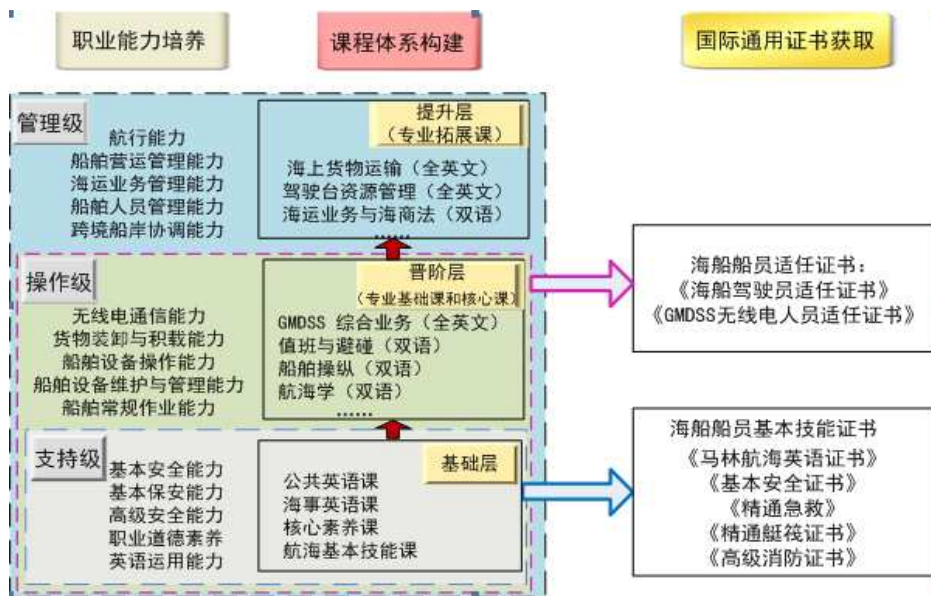 职业能力培养
课程体系构建
国际通用证书获取
管理级
航行能力
船舶营运管理能力
海运业务管理能力
船舶人员管理能力
跨境船岸协调能力
提升层
（专业拓展课）
海上货物运输（全英文）
驾驶台资源管理（全英文）
海运业务与海商法（双语）
……
操作级
无线电通信能力
货物装卸与积载能力
船舶设备操作能力
船舶设备维护与管理能力
船舶常规作业能力
晋阶层
（专业基础课和核心课）
GMDSS 综合业务（全英文）
值班与避碰（双语）
船舶操纵（双语）
航海学（双语）
……
海船船员适任证书：
《海船驾驶员适任证书》
《GMDSS无线电人员适任证书》
支持级
基本安全能力
基本保安能力
高级安全能力
职业道德素养
英语运用能力
基础层
公共英语课
海事英语课
核心素养课
航海基本技能课
海船船员基本技能证书
《马林航海英语证书》
《基本安全证书》
《精通急救》
《精通艇筏证书》
《高级消防证书》